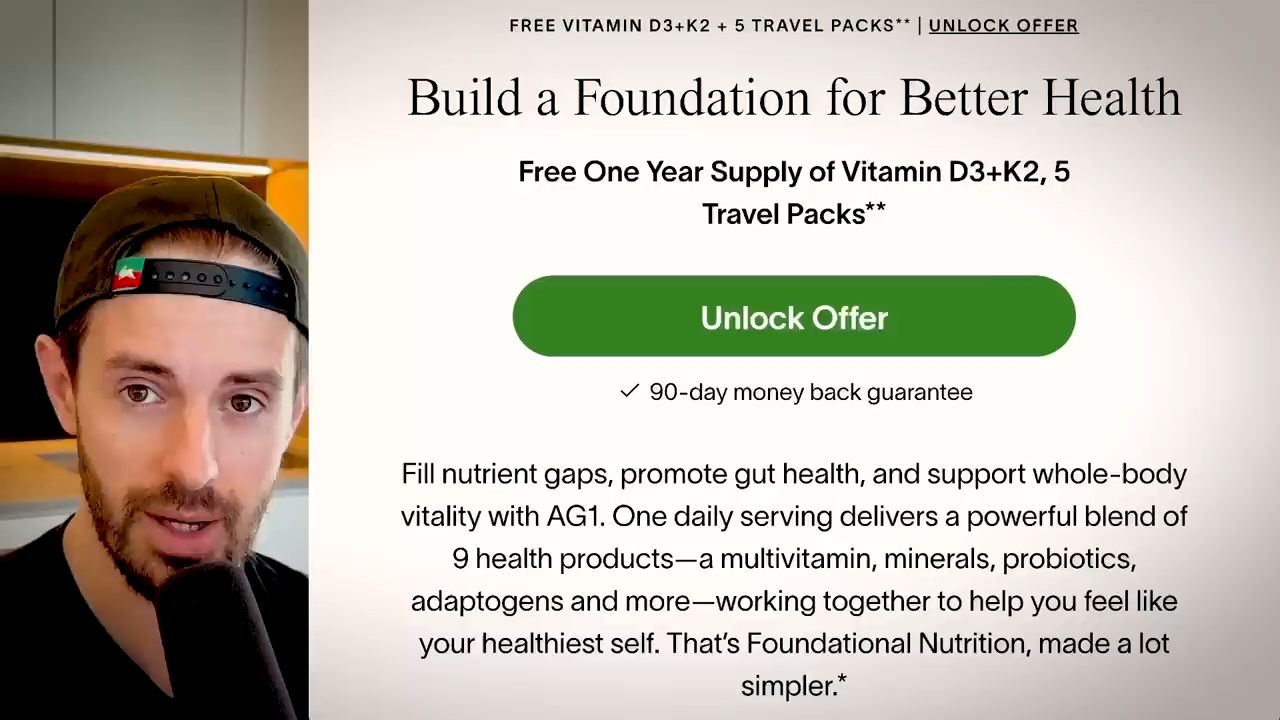 FREE VITAMIN D3+K2 + 5 TRAVEL PACKS** | UNLOCK OFFER
Build a Foundation for Better Health
Free One Year Supply of Vitamin D3+K2, 5
Travel Packs**
Unlock Offer
✓ 90-day money back guarantee
Fill nutrient gaps, promote gut health, and support whole-body
vitality with AG1. One daily serving delivers a powerful blend of
9 health products—a multivitamin, minerals, probiotics,
adaptogens and more—working together to help you feel like
your healthiest self. That’s Foundational Nutrition, made a lot
simpler.*